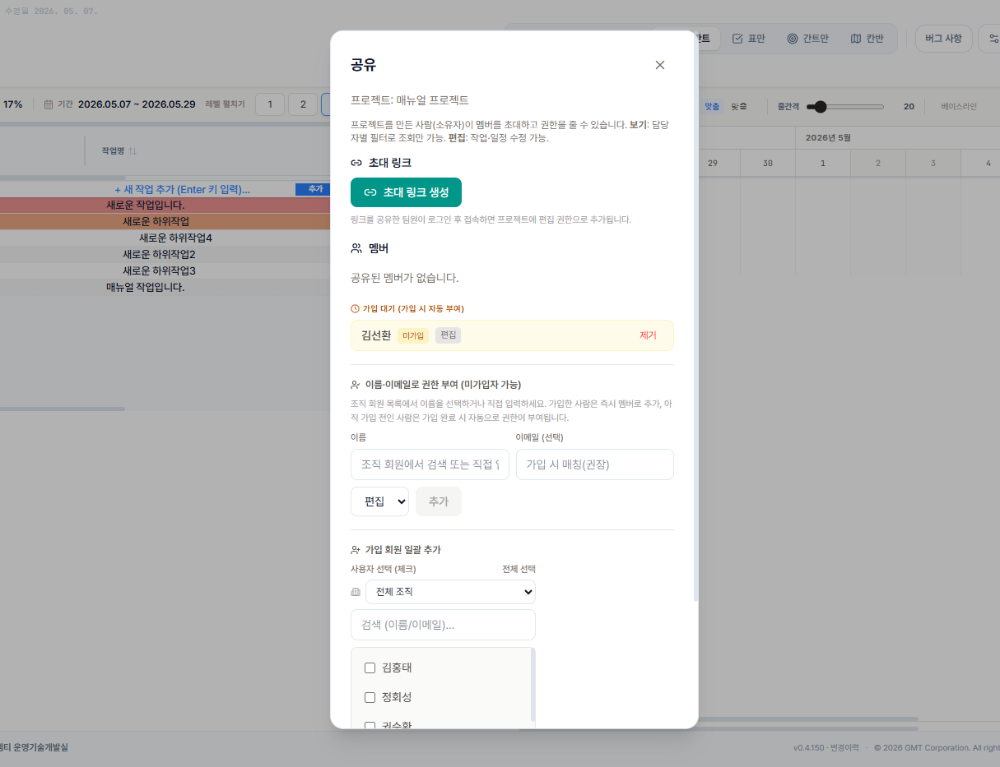 수정일 2026. 05. 07.
간트
표만
간트만
칸반
버그 사항
17%
기간
2026.05.07 ~ 2026.05.29
레벨 펼치기
1
2
맞춤
맞춤
줄간격
20
베이스라인
작업명
2026년 5월
29
30
1
2
3
4
+ 새 작업 추가 (Enter 키 입력)...
추가
새로운 작업입니다.
새로운 하위작업
새로운 하위작업4
새로운 하위작업2
새로운 하위작업3
매뉴얼 작업입니다.
공유
프로젝트: 매뉴얼 프로젝트
프로젝트를 만든 사람(소유자)이 멤버를 초대하고 권한을 줄 수 있습니다. 보기: 담당
자별 필터로 조회만 가능. 편집: 작업·일정 수정 가능.
초대 링크
초대 링크 생성
링크를 공유한 팀원이 로그인 후 접속하면 프로젝트에 편집 권한으로 추가됩니다.
멤버
공유된 멤버가 없습니다.
가입 대기 (가입 시 자동 부여)
김선환
미가입
편집
제거
이름·이메일로 권한 부여 (미가입자 가능)
조직 회원 목록에서 이름을 선택하거나 직접 입력하세요. 가입한 사람은 즉시 멤버로 추가, 아
직 가입 전인 사람은 가입 완료 시 자동으로 권한이 부여됩니다.
이름
이메일 (선택)
조직 회원에서 검색 또는 직접
가입 시 매칭(권장)
편집
추가
가입 회원 일괄 추가
사용자 선택 (체크)
전체 선택
전체 조직
검색 (이름/이메일)...
김홍태
정회성
운영기술개발실
v0.4.150 · 변경이력
© 2026 GMT Corporation. All right